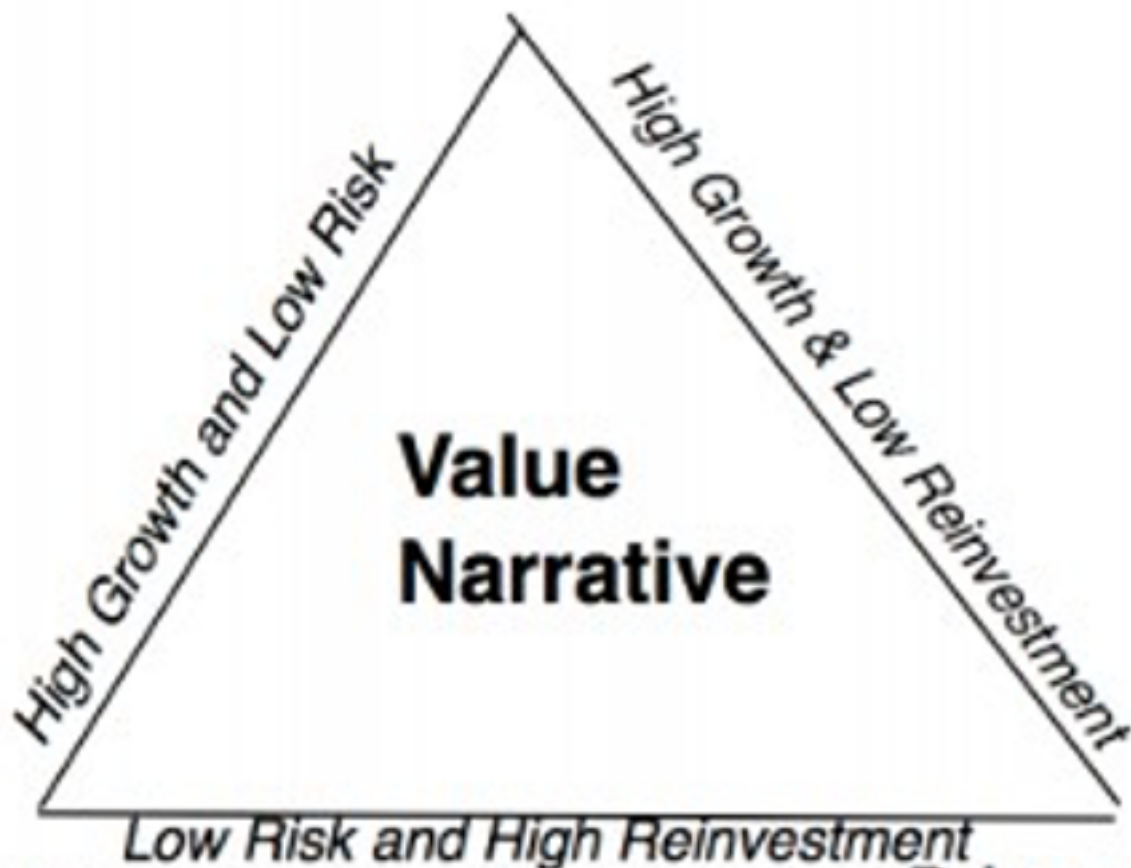 High Growth and Low Risk
High Growth & Low Reinvestment
Value
Narrative
Low Risk and High Reinvestment